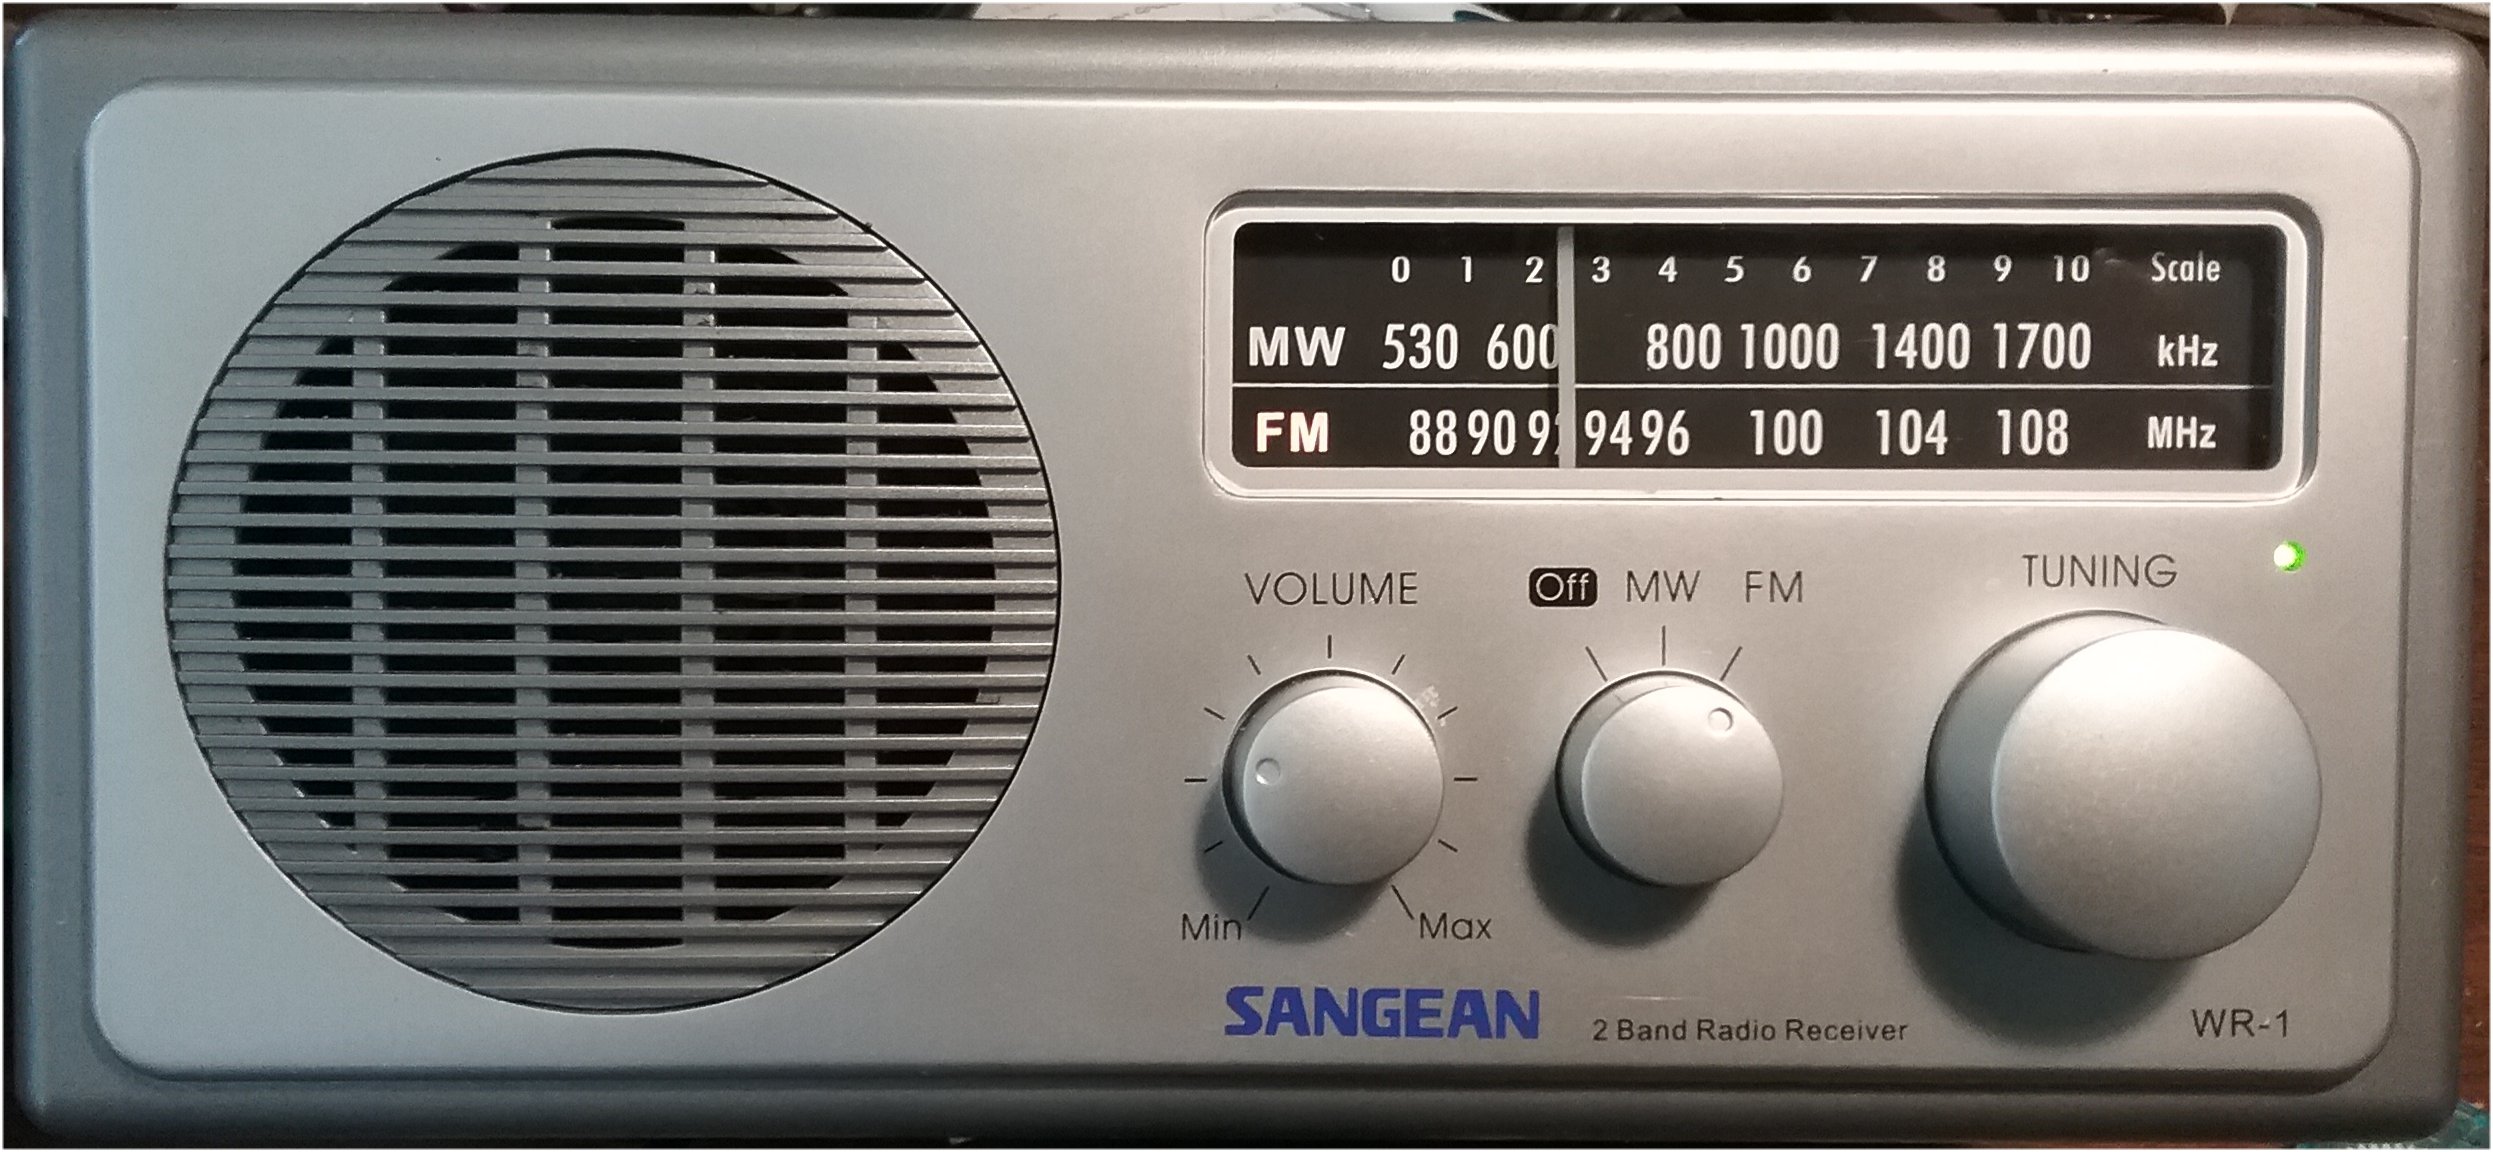 0 1 2 3 4 5 6 7 8 9 10 Scale
MW 530 600 800 1000 1400 1700 kHz
FM 88 90 94 96 100 104 108 MHz
VOLUME Off MW FM TUNING
Min Max
SANGEAN 2 Band Radio Receiver WR-1